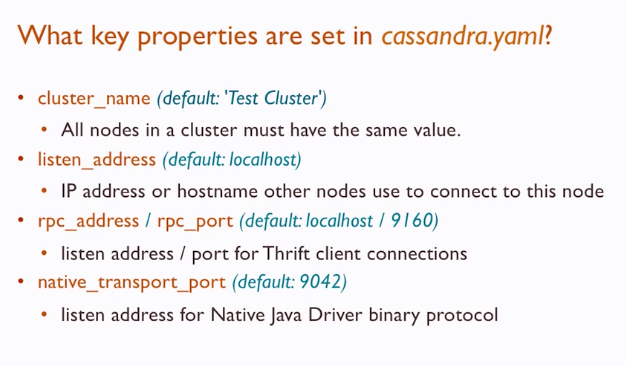 What key properties are set in cassandra.yaml?
• cluster_name (default: 'Test Cluster')
• All nodes in a cluster must have the same value.
• listen_address (default: localhost)
• IP address or hostname other nodes use to connect to this node
• rpc_address / rpc_port (default: localhost / 9160)
• listen address / port for Thrift client connections
• native_transport_port (default: 9042)
• listen address for Native Java Driver binary protocol